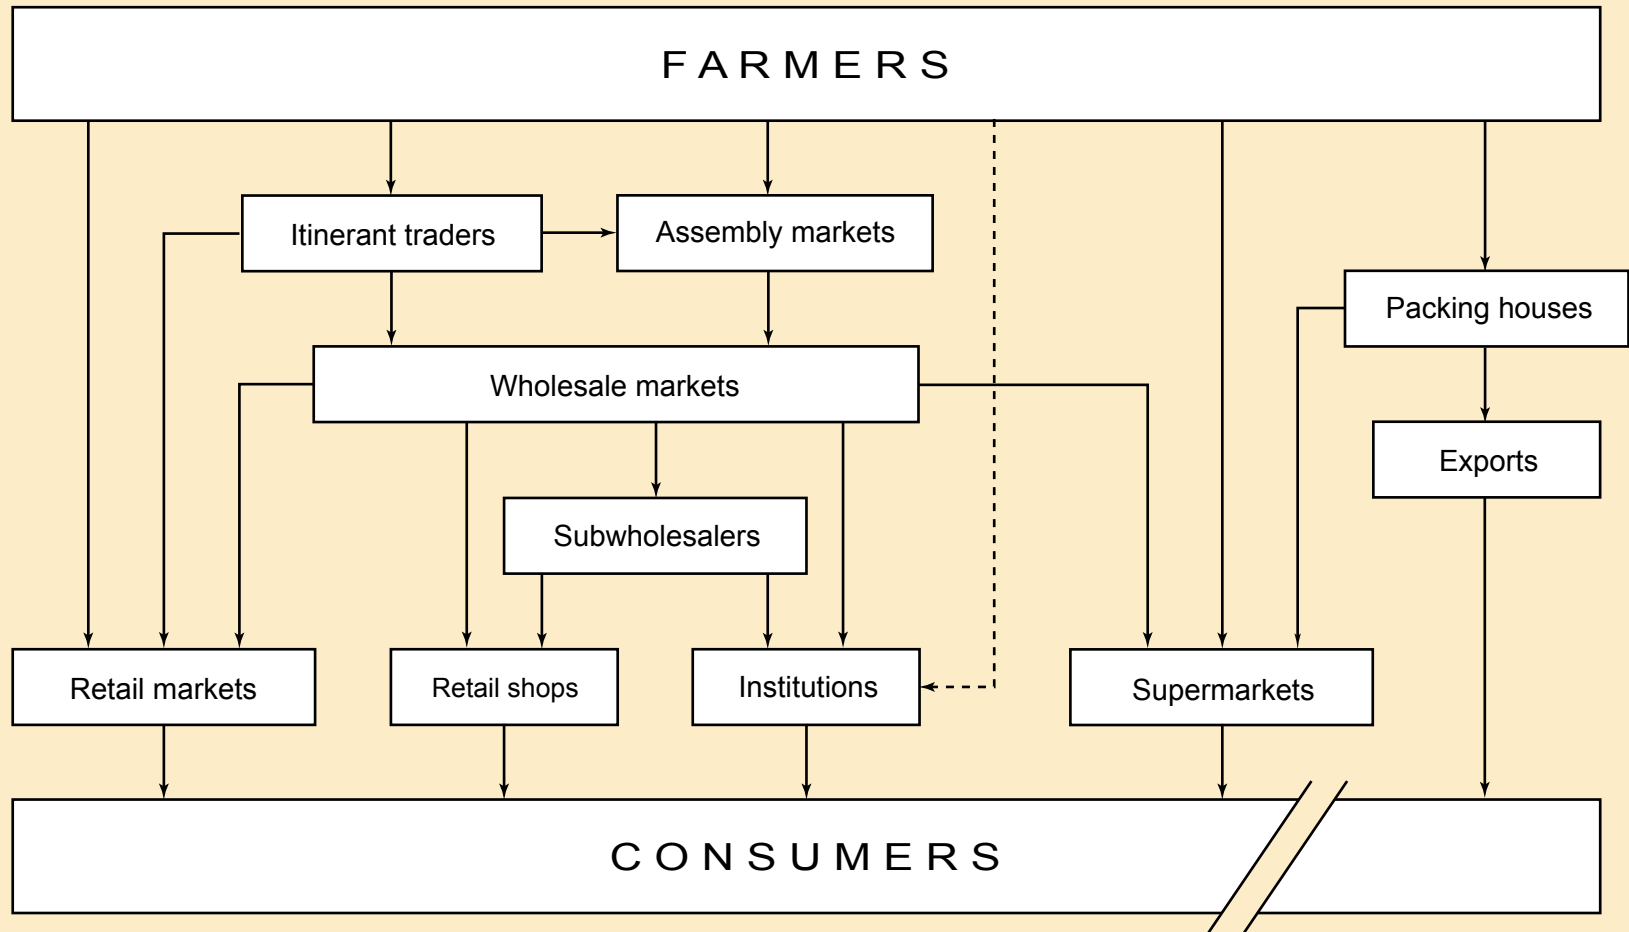 FARMERS
Itinerant traders
Assembly markets
Packing houses
Wholesale markets
Exports
Subwholesalers
Retail markets
Retail shops
Institutions
Supermarkets
CONSUMERS